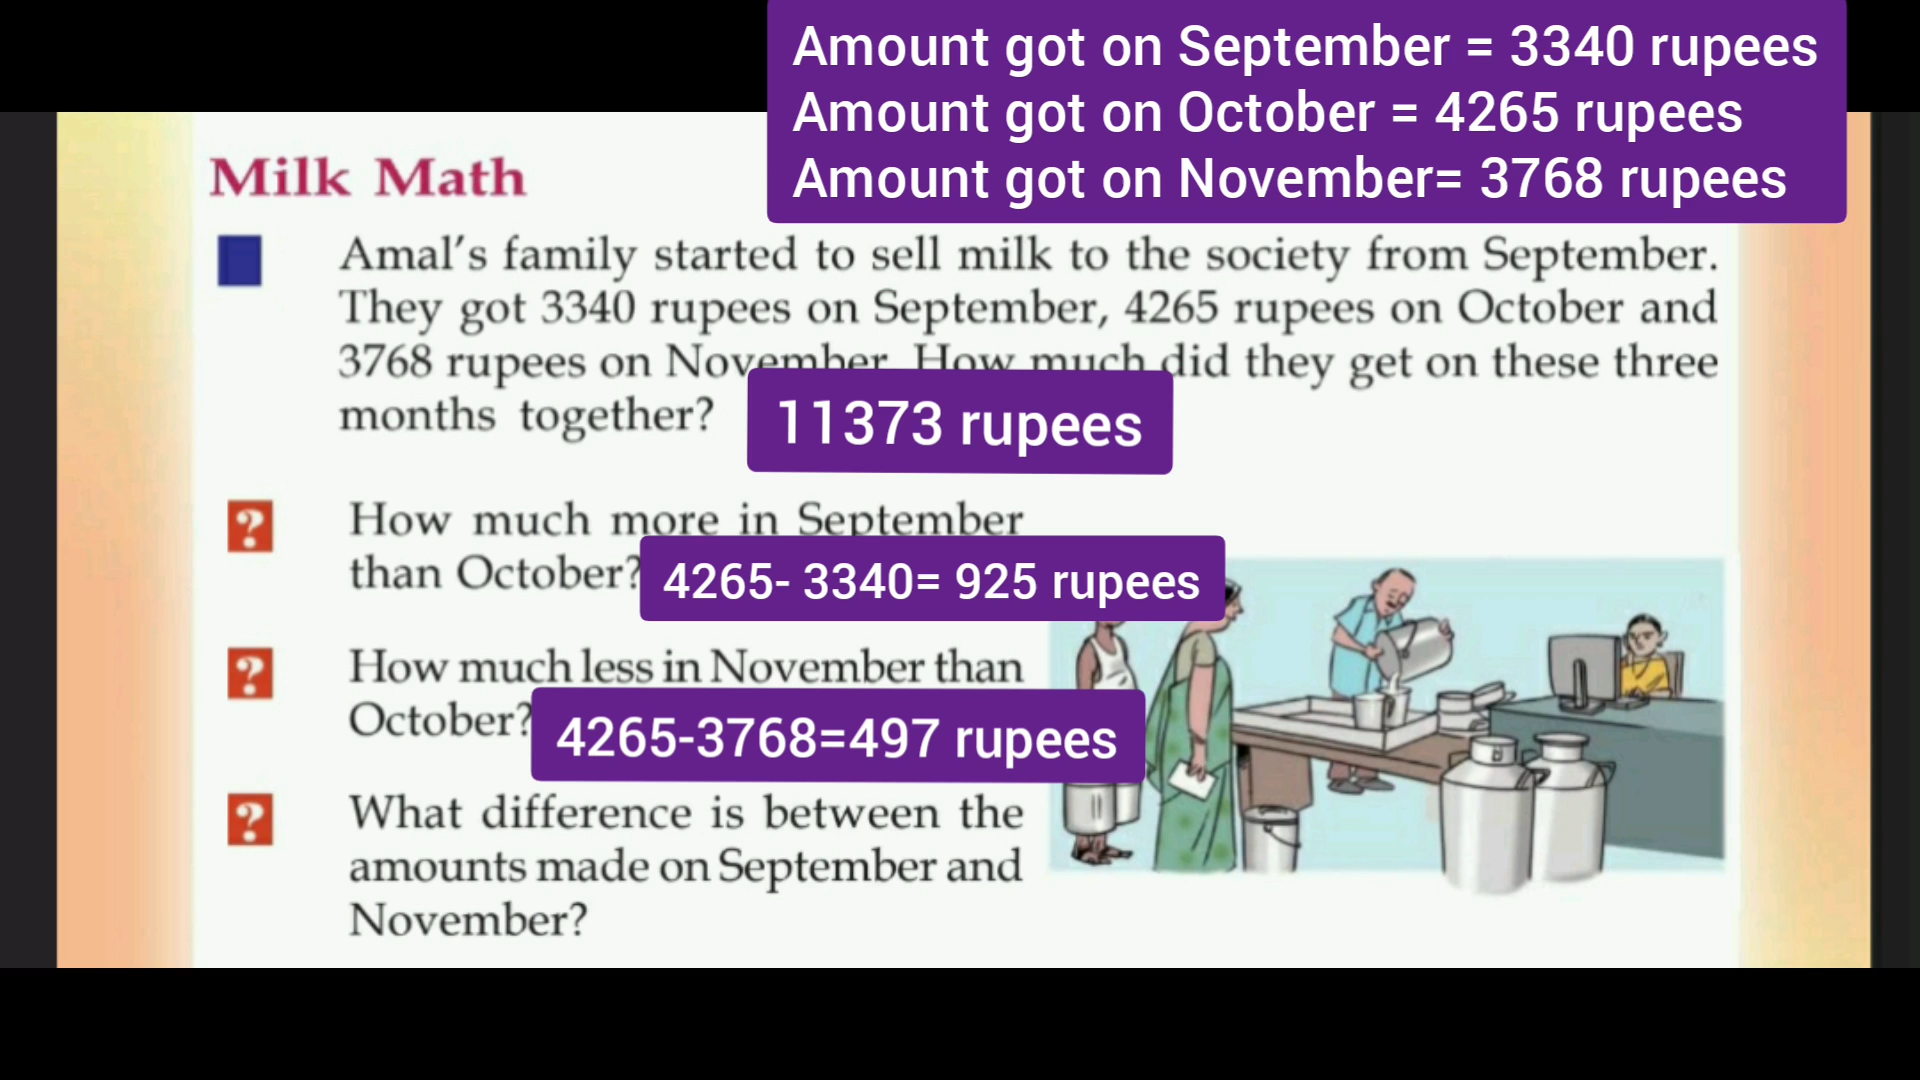 Amount got on September = 3340 rupees
Amount got on October = 4265 rupees
Amount got on November= 3768 rupees
Milk Math
Amal's family started to sell milk to the society from September.
They got 3340 rupees on September, 4265 rupees on October and
3768 rupees on November. How much did they get on these three
months together?
11373 rupees
? How much more in September
than October?
4265- 3340= 925 rupees
? How much less in November than
October?
4265-3768=497 rupees
? What difference is between the
amounts made on September and
November?